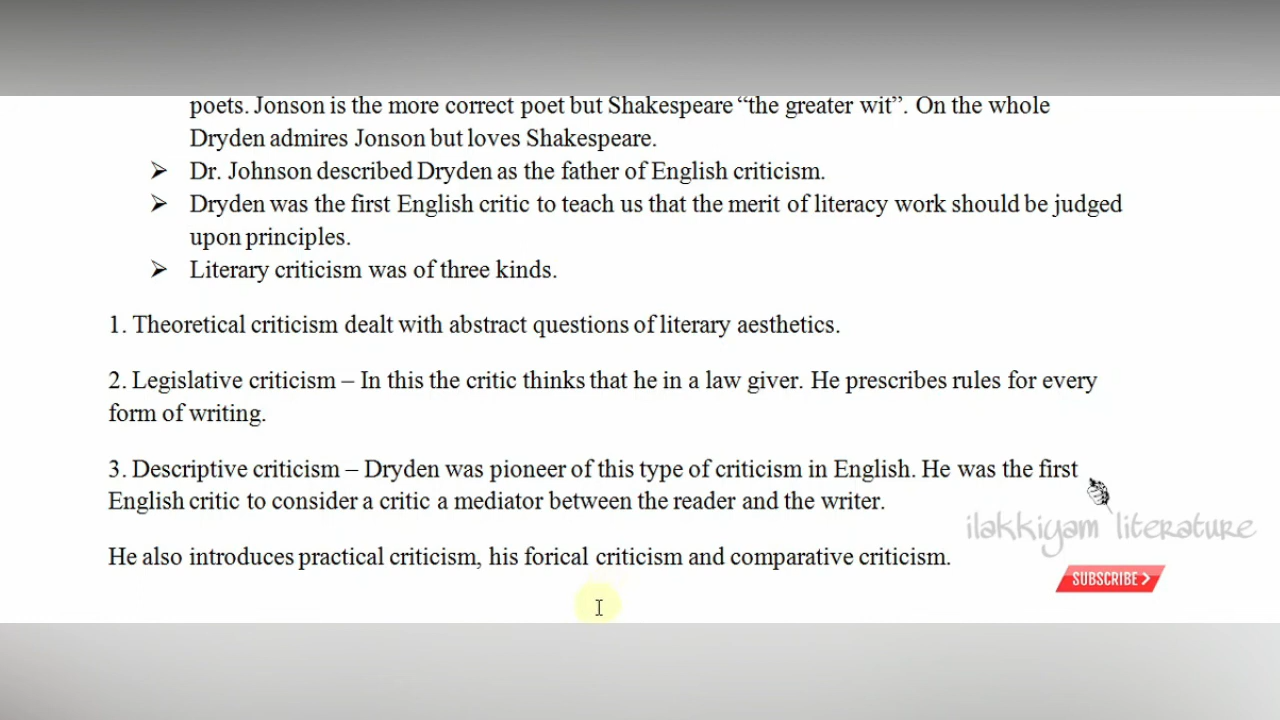 poets. Jonson is the more correct poet but Shakespeare “the greater wit”. On the whole
Dryden admires Jonson but loves Shakespeare.
➢ Dr. Johnson described Dryden as the father of English criticism.
➢ Dryden was the first English critic to teach us that the merit of literacy work should be judged
upon principles.
➢ Literary criticism was of three kinds.
1. Theoretical criticism dealt with abstract questions of literary aesthetics.
2. Legislative criticism – In this the critic thinks that he in a law giver. He prescribes rules for every
form of writing.
3. Descriptive criticism – Dryden was pioneer of this type of criticism in English. He was the first
English critic to consider a critic a mediator between the reader and the writer.
He also introduces practical criticism, his forical criticism and comparative criticism.
ilakkiyam literature
SUBSCRIBE >